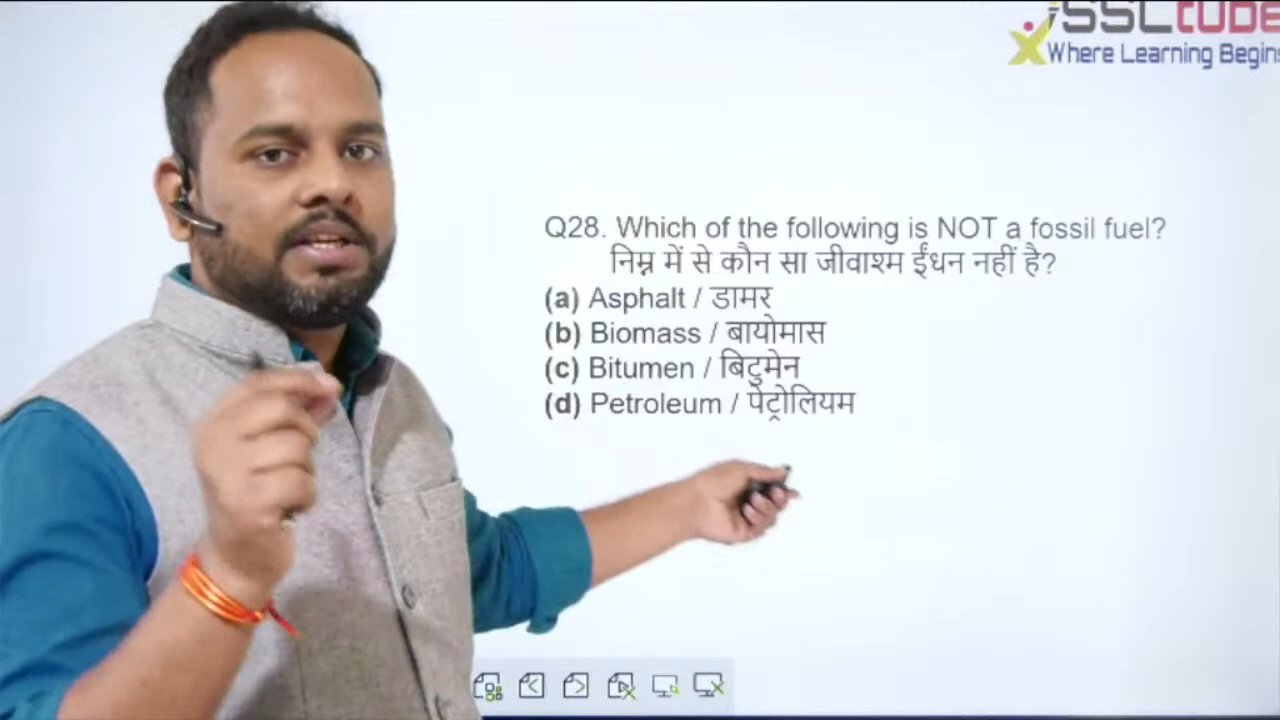 iSSCtube
Where Learning Begins
Q28. Which of the following is NOT a fossil fuel?
निम्न में से कौन सा जीवाश्म ईंधन नहीं है?
(a) Asphalt / डामर
(b) Biomass / बायोमास
(c) Bitumen / बिटुमेन
(d) Petroleum / पेट्रोलियम